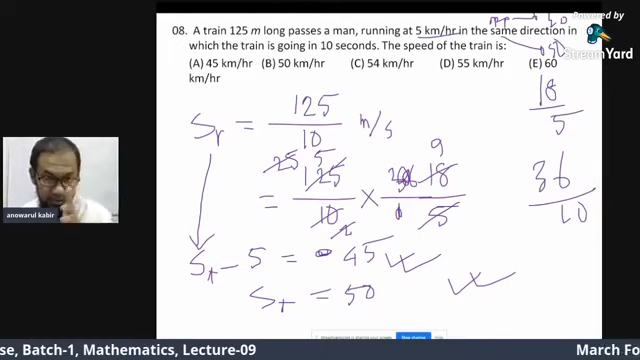 Powered by
StreamYard
08. A train 125 m long passes a man, running at 5 km/hr in the same direction in
which the train is going in 10 seconds. The speed of the train is:
(A) 45 km/hr (B) 50 km/hr (C) 54 km/hr (D) 55 km/hr (E) 60
km/hr
18
5
Sr = 125 / 10 m/s
= 125 / 10 × 18 / 5
36
10
St - 5 = 45
St = 50
anowarul kabir
se, Batch-1, Mathematics, Lecture-09
March Fo